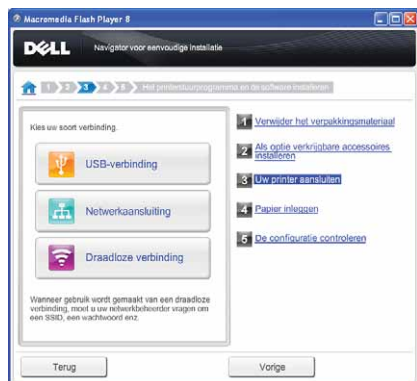 Macromedia Flash Player 8
DELL
Navigator voor eenvoudige installatie
1 2 3 4 5 Het printerstuurprogramma en de software installeren
Kies uw soort verbinding.
USB-verbinding
Netwerkaansluiting
Draadloze verbinding
Wanneer gebruik wordt gemaakt van een draadloze
verbinding, moet u uw netwerkbeheerder vragen om
een SSID, een wachtwoord enz.
1 Verwijder het verpakkingsmateriaal
2 Als optie verkrijgbare accessoires
installeren
3 Uw printer aansluiten
4 Papier inleggen
5 De configuratie controleren
Terug
Vorige